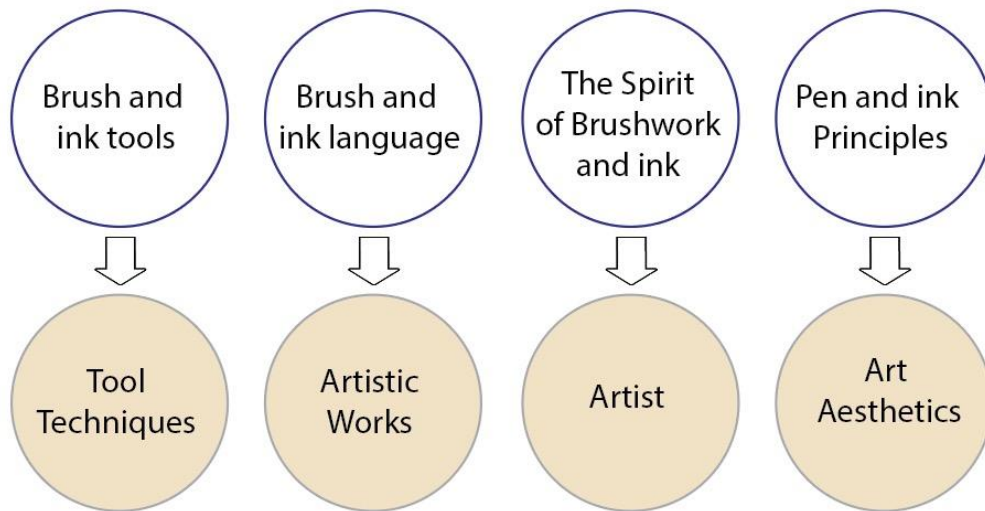 Brush and
ink tools
Brush and
ink language
The Spirit
of Brushwork
and ink
Pen and ink
Principles
Tool
Techniques
Artistic
Works
Artist
Art
Aesthetics